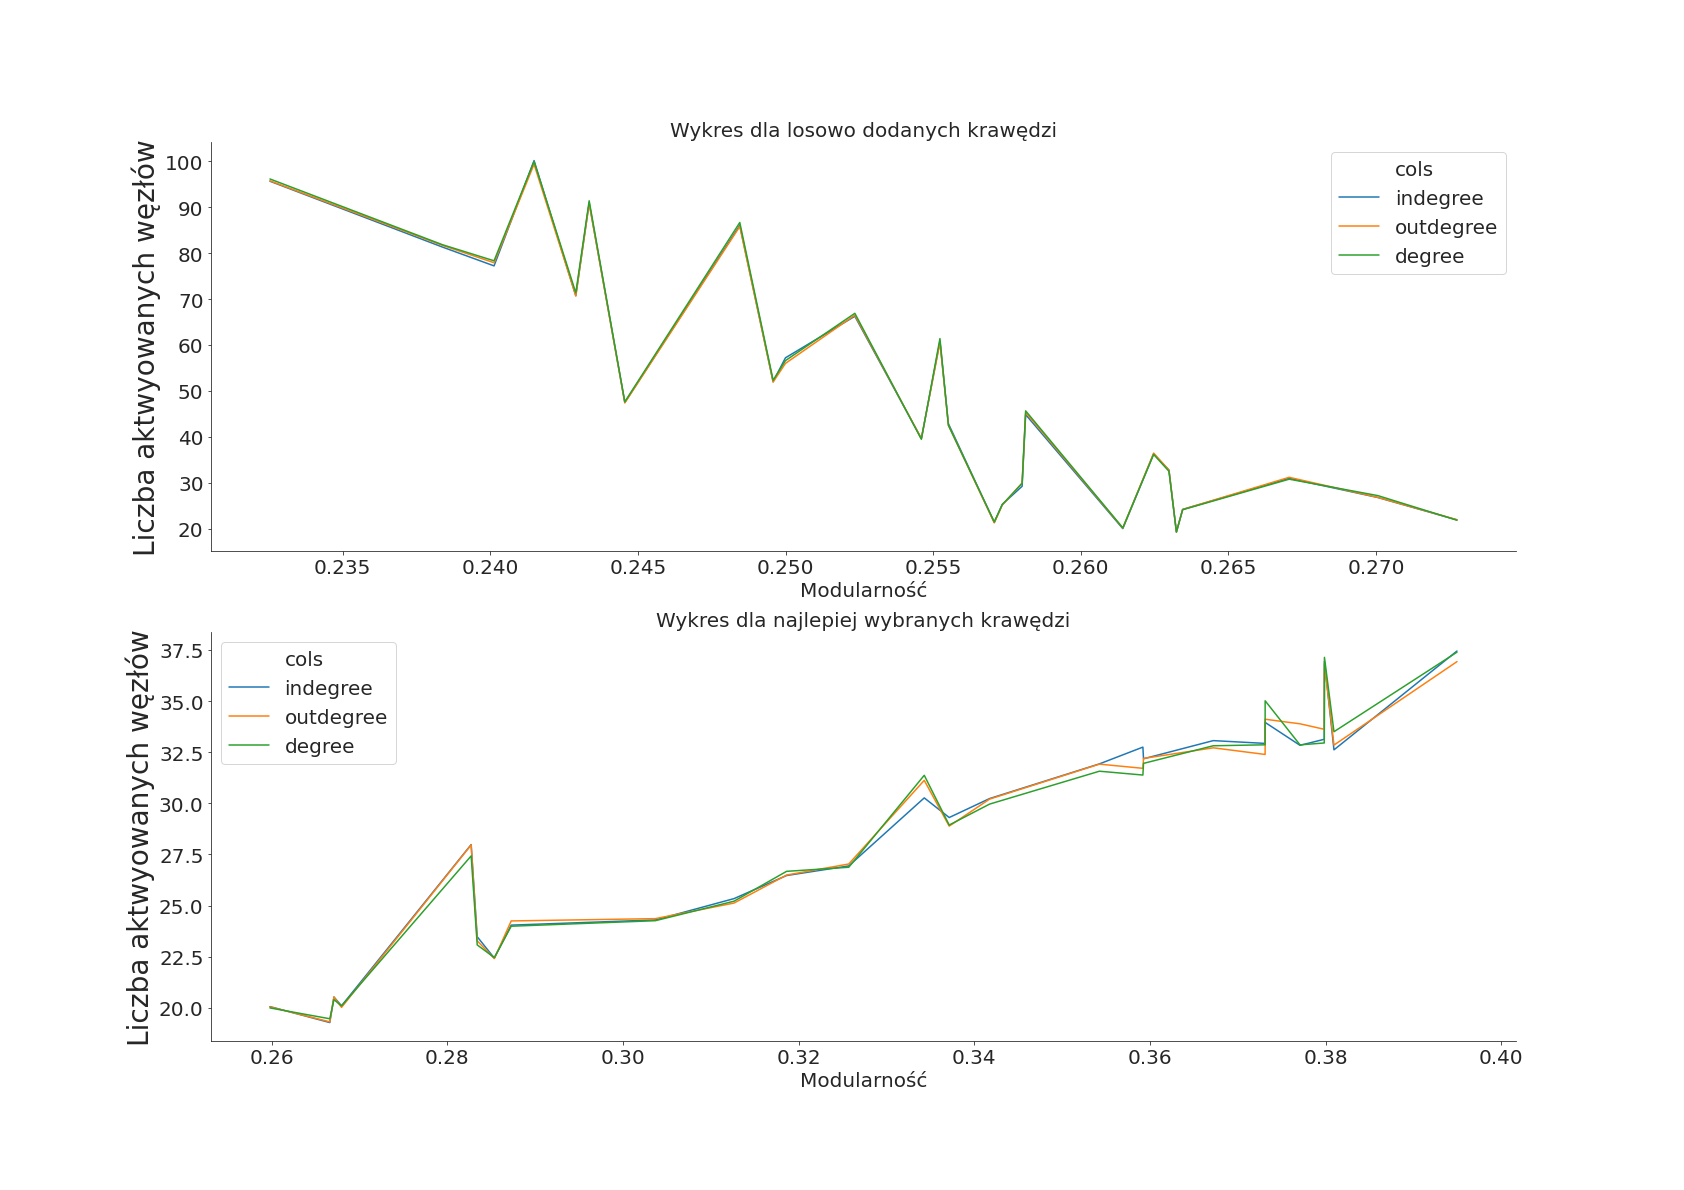 Wykres dla losowo dodanych krawędzi
Liczba aktwyowanych węzłów
100
90
80
70
60
50
40
30
20
cols
indegree
outdegree
degree
0.235 0.240 0.245 0.250 0.255 0.260 0.265 0.270
Modularność
Wykres dla najlepiej wybranych krawędzi
Liczba aktwyowanych węzłów
37.5
35.0
32.5
30.0
27.5
25.0
22.5
20.0
cols
indegree
outdegree
degree
0.26 0.28 0.30 0.32 0.34 0.36 0.38 0.40
Modularność